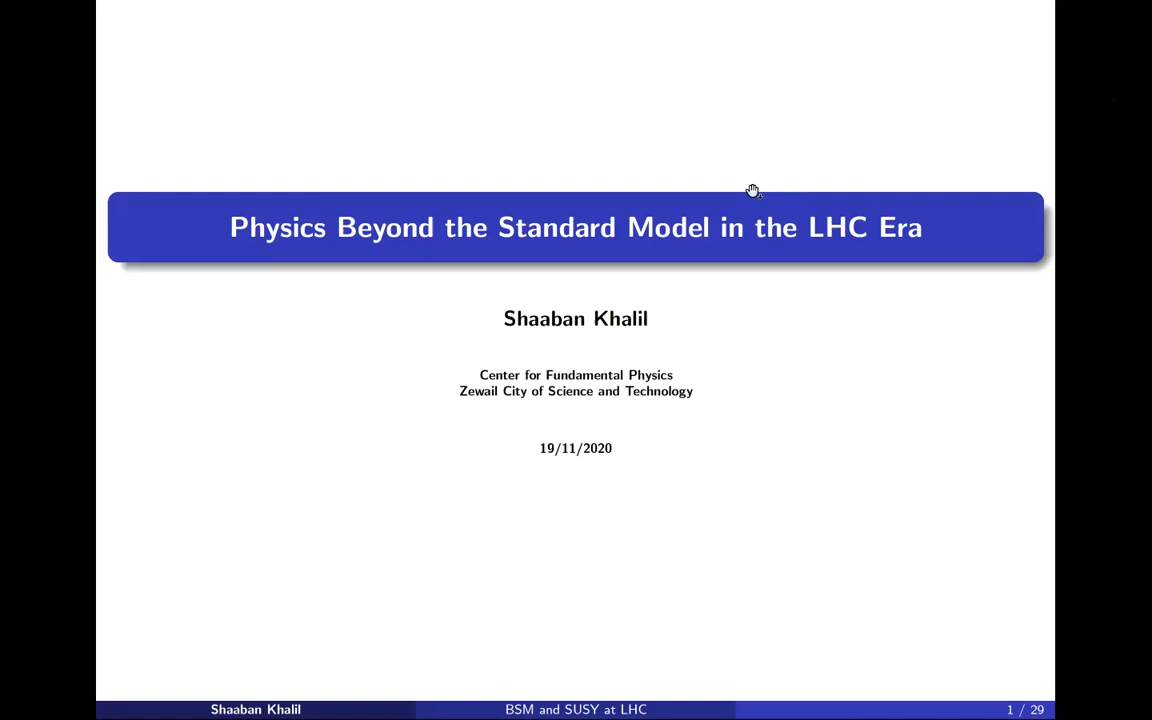 Physics Beyond the Standard Model in the LHC Era
Shaaban Khalil
Center for Fundamental Physics
Zewail City of Science and Technology
19/11/2020
Shaaban Khalil
BSM and SUSY at LHC
1 / 29